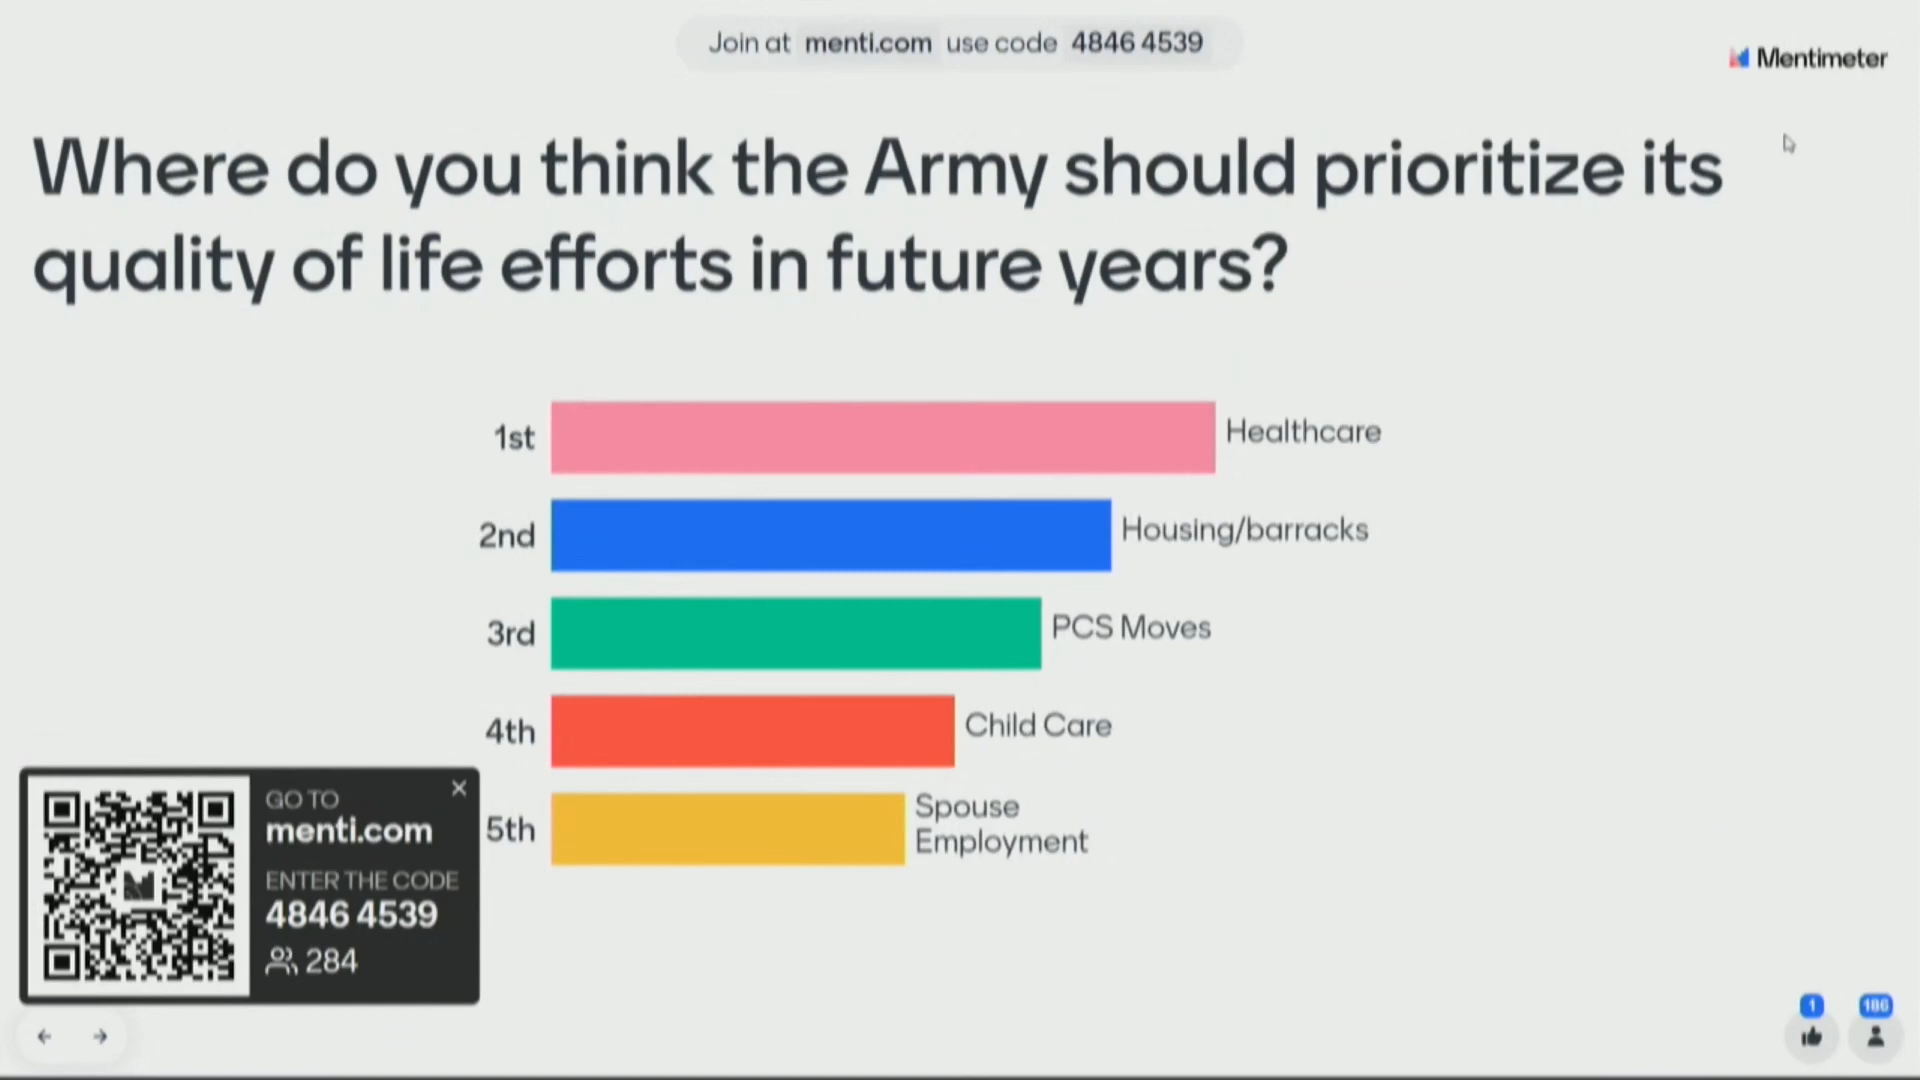 Join at menti.com use code 4846 4539
Mentimeter
Where do you think the Army should prioritize its
quality of life efforts in future years?
1st
Healthcare
2nd
Housing/barracks
3rd
PCS Moves
4th
Child Care
5th
Spouse
Employment
GO TO
menti.com
ENTER THE CODE
4846 4539
284
1
186